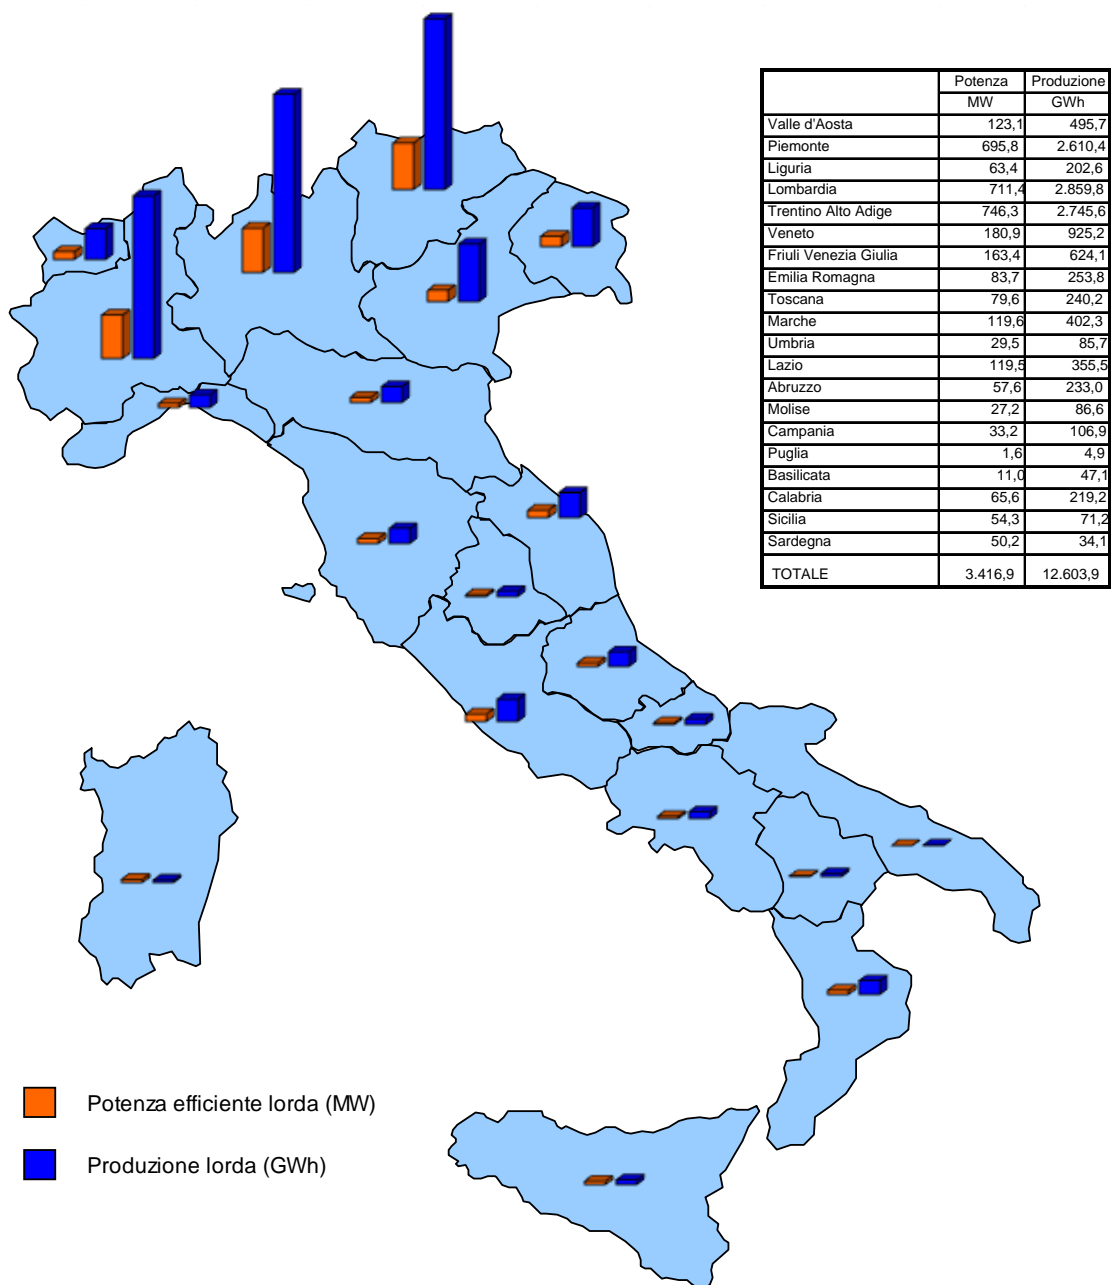 Potenza Produzione
MW GWh
Valle d'Aosta 123,1 495,7
Piemonte 695,8 2.610,4
Liguria 63,4 202,6
Lombardia 711,4 2.859,8
Trentino Alto Adige 746,3 2.745,6
Veneto 180,9 925,2
Friuli Venezia Giulia 163,4 624,1
Emilia Romagna 83,7 253,8
Toscana 79,6 240,2
Marche 119,6 402,3
Umbria 29,5 85,7
Lazio 119,5 355,5
Abruzzo 57,6 233,0
Molise 27,2 86,6
Campania 33,2 106,9
Puglia 1,6 4,9
Basilicata 11,0 47,1
Calabria 65,6 219,2
Sicilia 54,3 71,2
Sardegna 50,2 34,1
TOTALE 3.416,9 12.603,9
Potenza efficiente lorda (MW)
Produzione lorda (GWh)